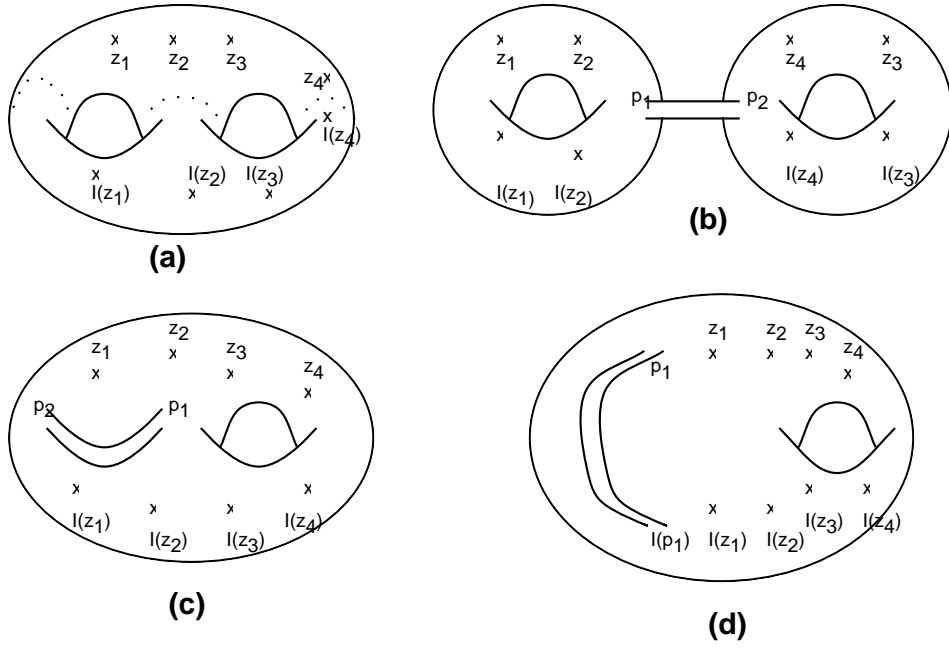 z1 z2 z3 z4
I(z1) I(z2) I(z3) I(z4)
(a)
z1 z2 p1 p2 z4 z3
I(z1) I(z2) I(z4) I(z3)
(b)
z1 z2 z3 z4
p2 p1
I(z1) I(z2) I(z3) I(z4)
(c)
z1 z2 z3 z4
p1
I(p1) I(z1) I(z2) I(z3) I(z4)
(d)